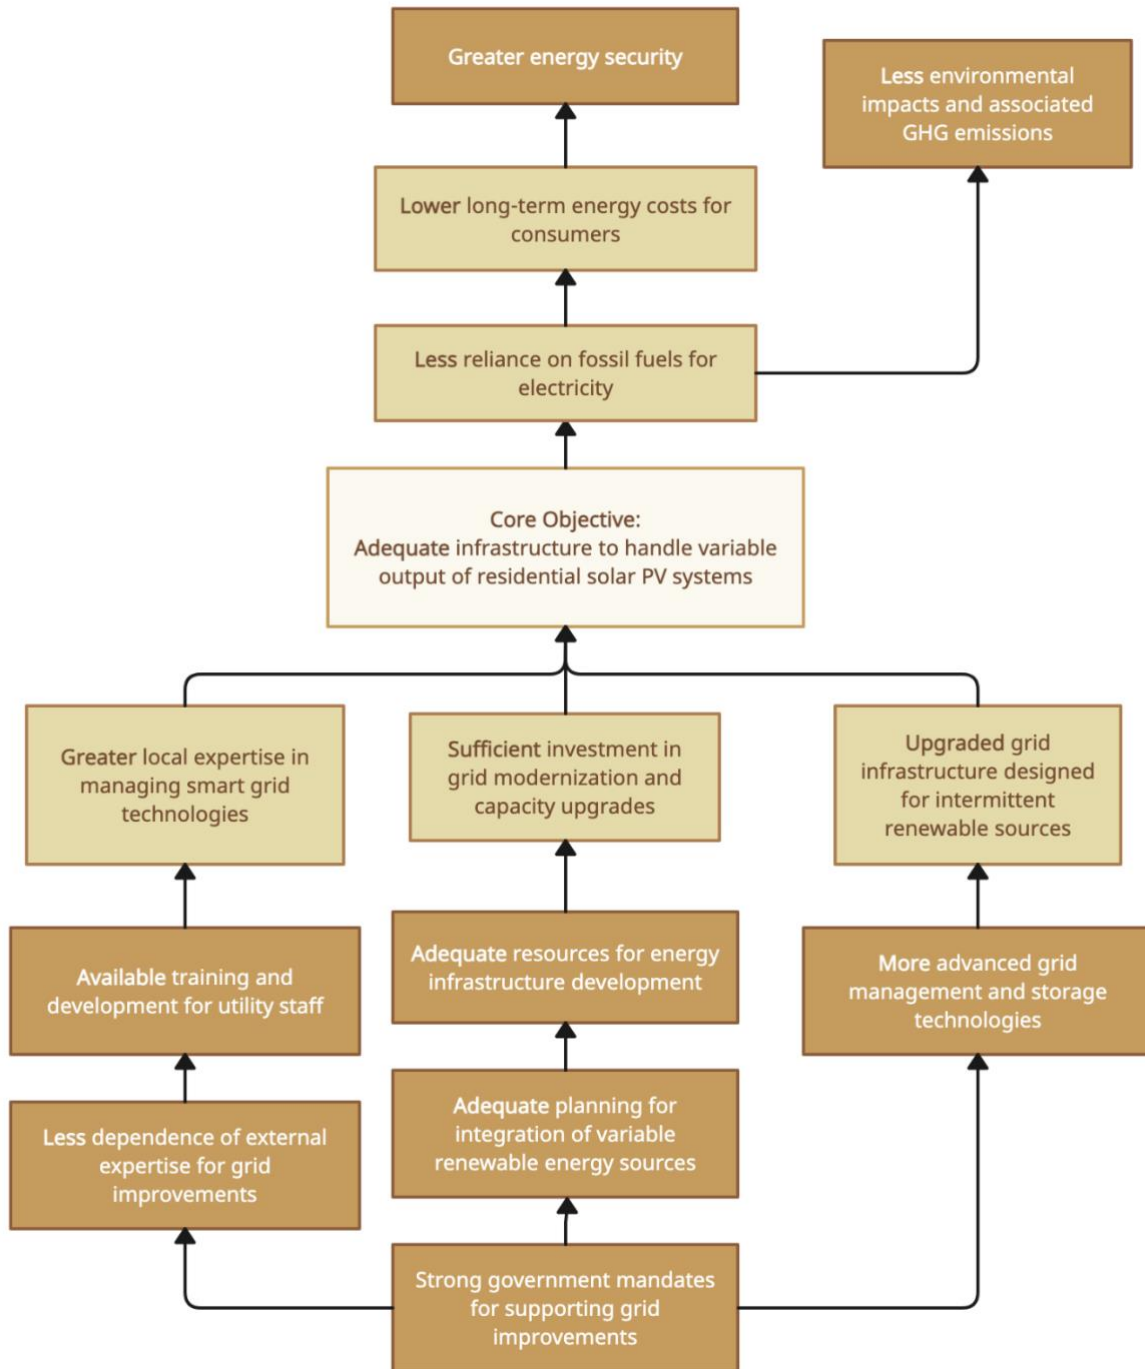 Greater energy security
Less environmental
impacts and associated
GHG emissions
Lower long-term energy costs for
consumers
Less reliance on fossil fuels for
electricity
Core Objective:
Adequate infrastructure to handle variable
output of residential solar PV systems
Greater local expertise in
managing smart grid
technologies
Sufficient investment in
grid modernization and
capacity upgrades
Upgraded grid
infrastructure designed
for intermittent
renewable sources
Available training and
development for utility staff
Adequate resources for energy
infrastructure development
More advanced grid
management and storage
technologies
Less dependence of external
expertise for grid
improvements
Adequate planning for
integration of variable
renewable energy sources
Strong government mandates
for supporting grid
improvements